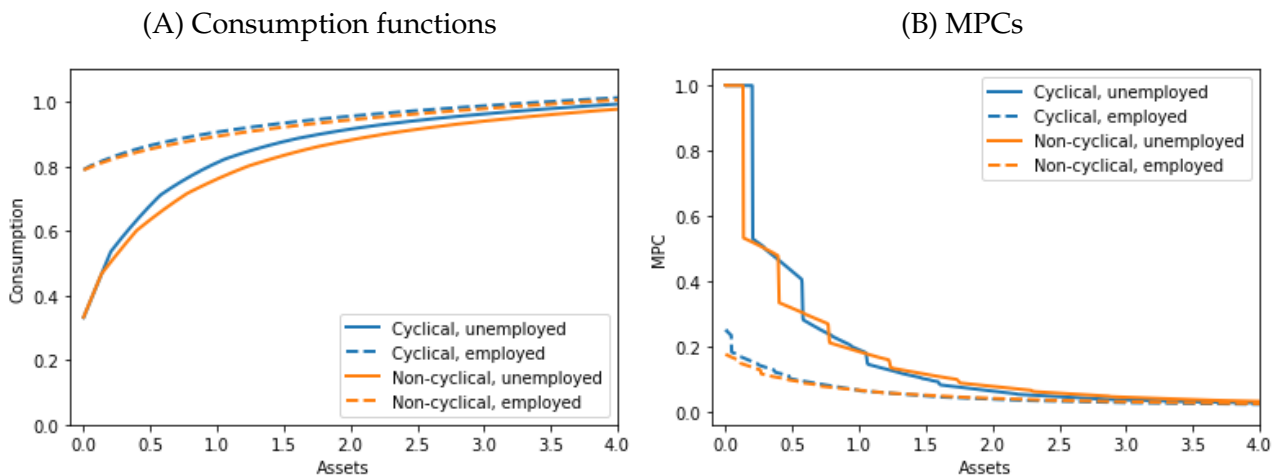 (A) Consumption functions
1.0
0.8
0.6
0.4
0.2
0.0
Consumption
0.0 0.5 1.0 1.5 2.0 2.5 3.0 3.5 4.0
Assets
Cyclical, unemployed
Cyclical, employed
Non-cyclical, unemployed
Non-cyclical, employed
(B) MPCs
1.0
0.8
0.6
0.4
0.2
0.0
MPC
0.0 0.5 1.0 1.5 2.0 2.5 3.0 3.5 4.0
Assets
Cyclical, unemployed
Cyclical, employed
Non-cyclical, unemployed
Non-cyclical, employed